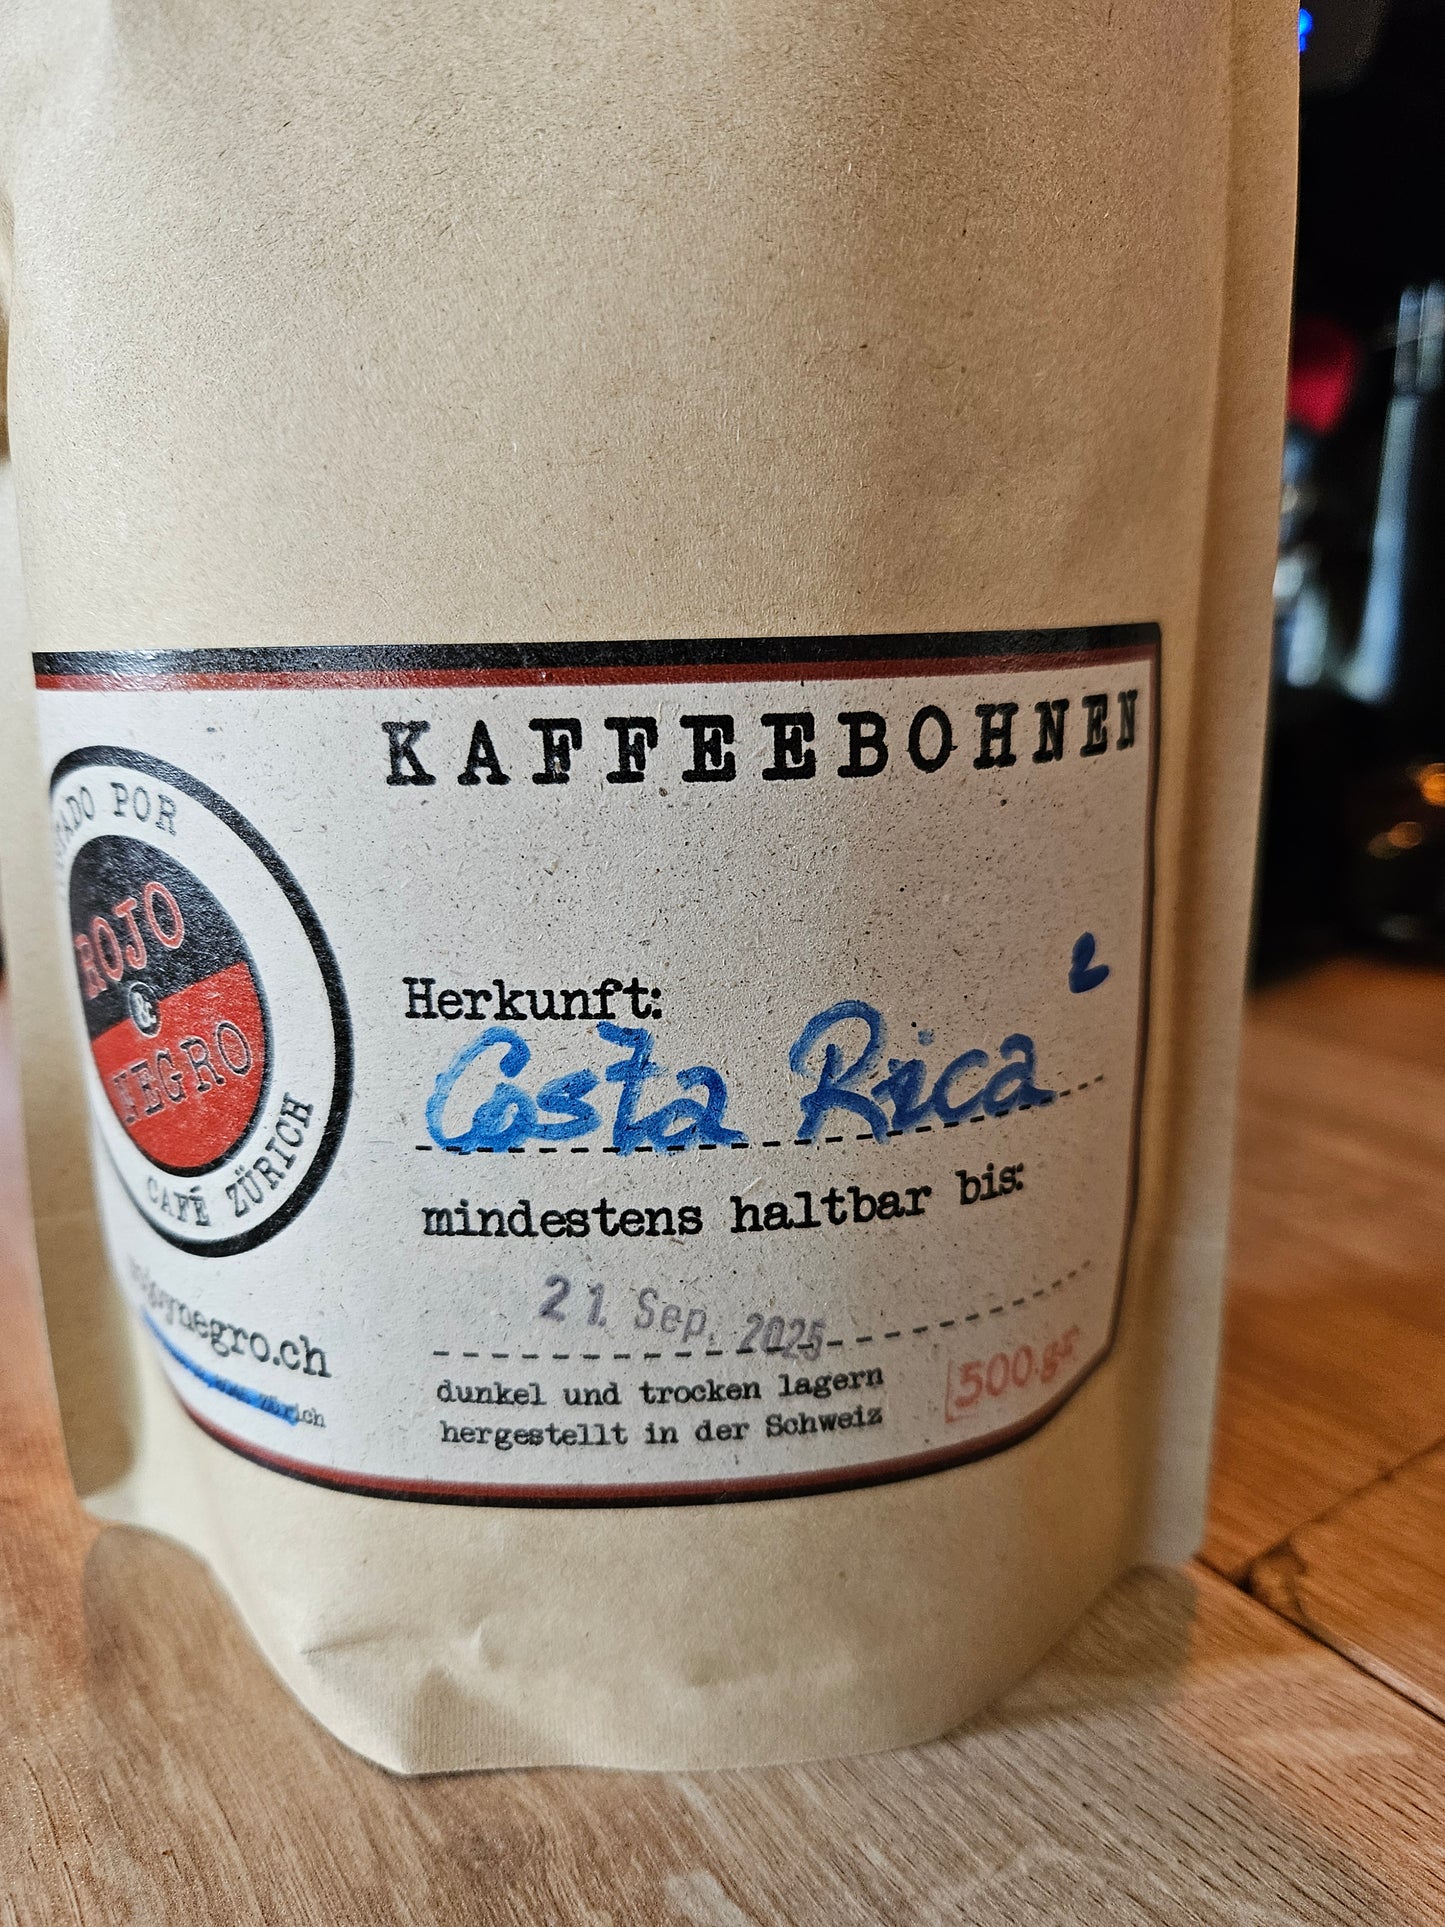 KAFFEEBOHNEN
POR
ROJO
&
NEGRO
CAFÉ ZÜRICH
Herkunft:
2
Costa Rica
mindestens haltbar bis:
21. Sep. 2025
dunkel und trocken lagern
hergestellt in der Schweiz
500.gr